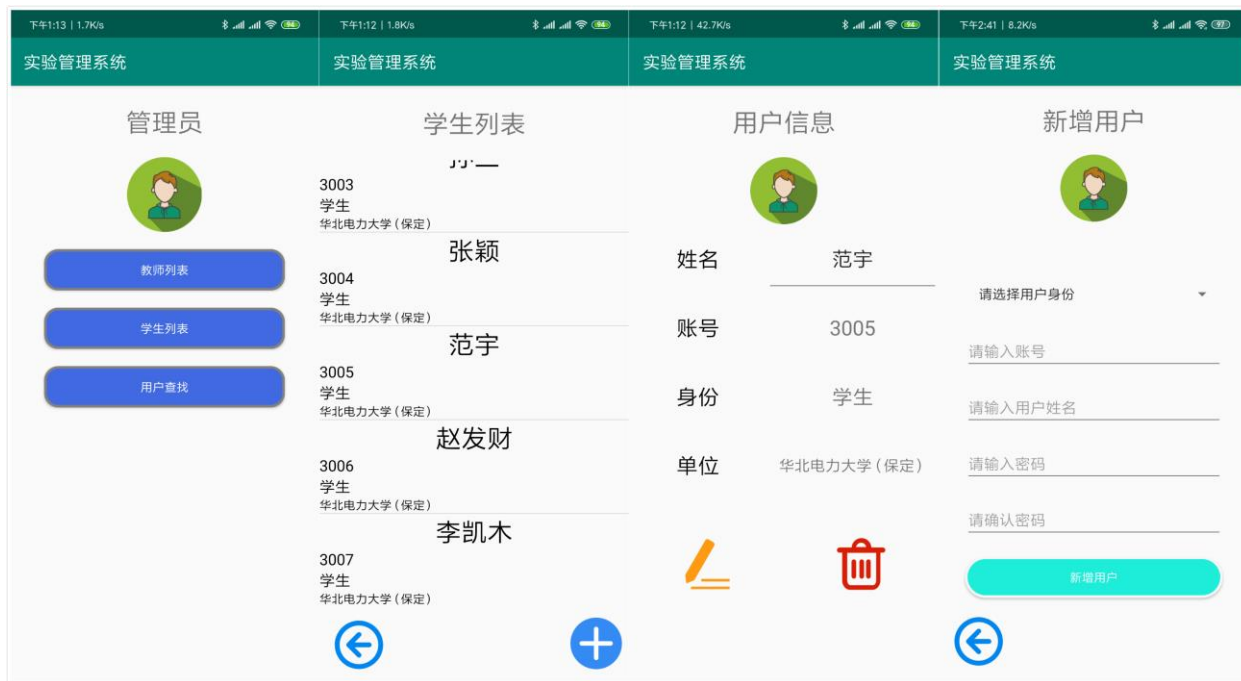 下午1:13 | 1.7K/s
94
实验管理系统
管理员
教师列表
学生列表
用户查找
下午1:12 | 1.8K/s
94
实验管理系统
学生列表
3003
学生
华北电力大学(保定)
张颖
3004
学生
华北电力大学(保定)
范宇
3005
学生
华北电力大学(保定)
赵发财
3006
学生
华北电力大学(保定)
李凯木
3007
学生
华北电力大学(保定)
下午1:12 | 42.7K/s
94
实验管理系统
用户信息
姓名 范宇
账号 3005
身份 学生
单位 华北电力大学(保定)
下午2:41 | 8.2K/s
97
实验管理系统
新增用户
请选择用户身份
请输入账号
请输入用户姓名
请输入密码
请确认密码
新增用户